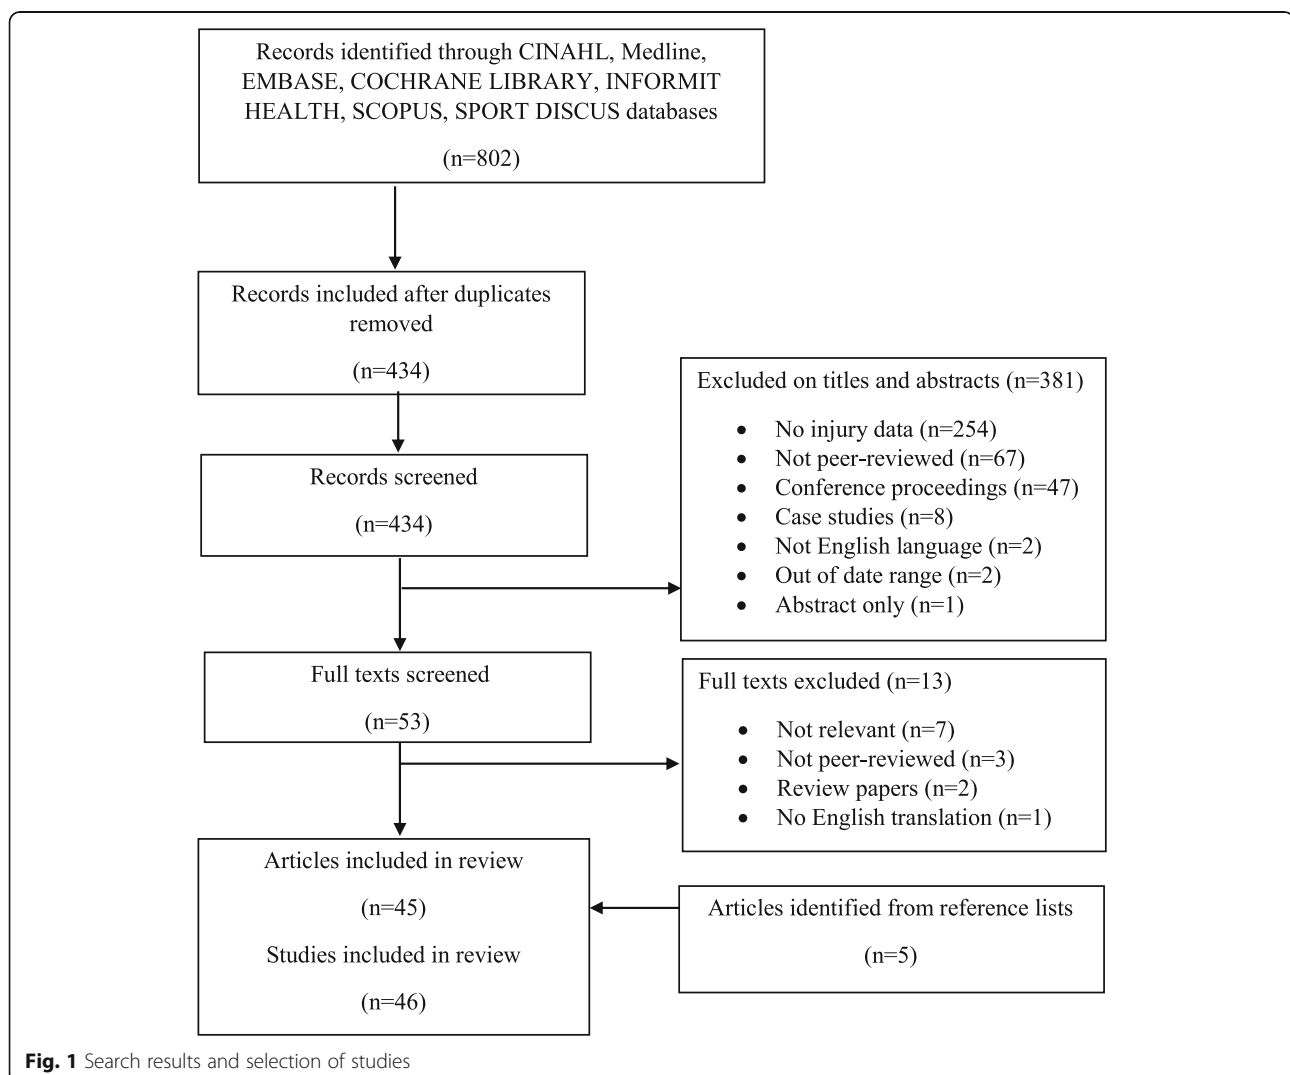 Records identified through CINAHL, Medline,
EMBASE, COCHRANE LIBRARY, INFORMIT
HEALTH, SCOPUS, SPORT DISCUS databases
(n=802)
Records included after duplicates
removed
(n=434)
Records screened
(n=434)
Excluded on titles and abstracts (n=381)
• No injury data (n=254)
• Not peer-reviewed (n=67)
• Conference proceedings (n=47)
• Case studies (n=8)
• Not English language (n=2)
• Out of date range (n=2)
• Abstract only (n=1)
Full texts screened
(n=53)
Full texts excluded (n=13)
• Not relevant (n=7)
• Not peer-reviewed (n=3)
• Review papers (n=2)
• No English translation (n=1)
Articles included in review
(n=45)
Studies included in review
(n=46)
Articles identified from reference lists
(n=5)
Fig. 1 Search results and selection of studies